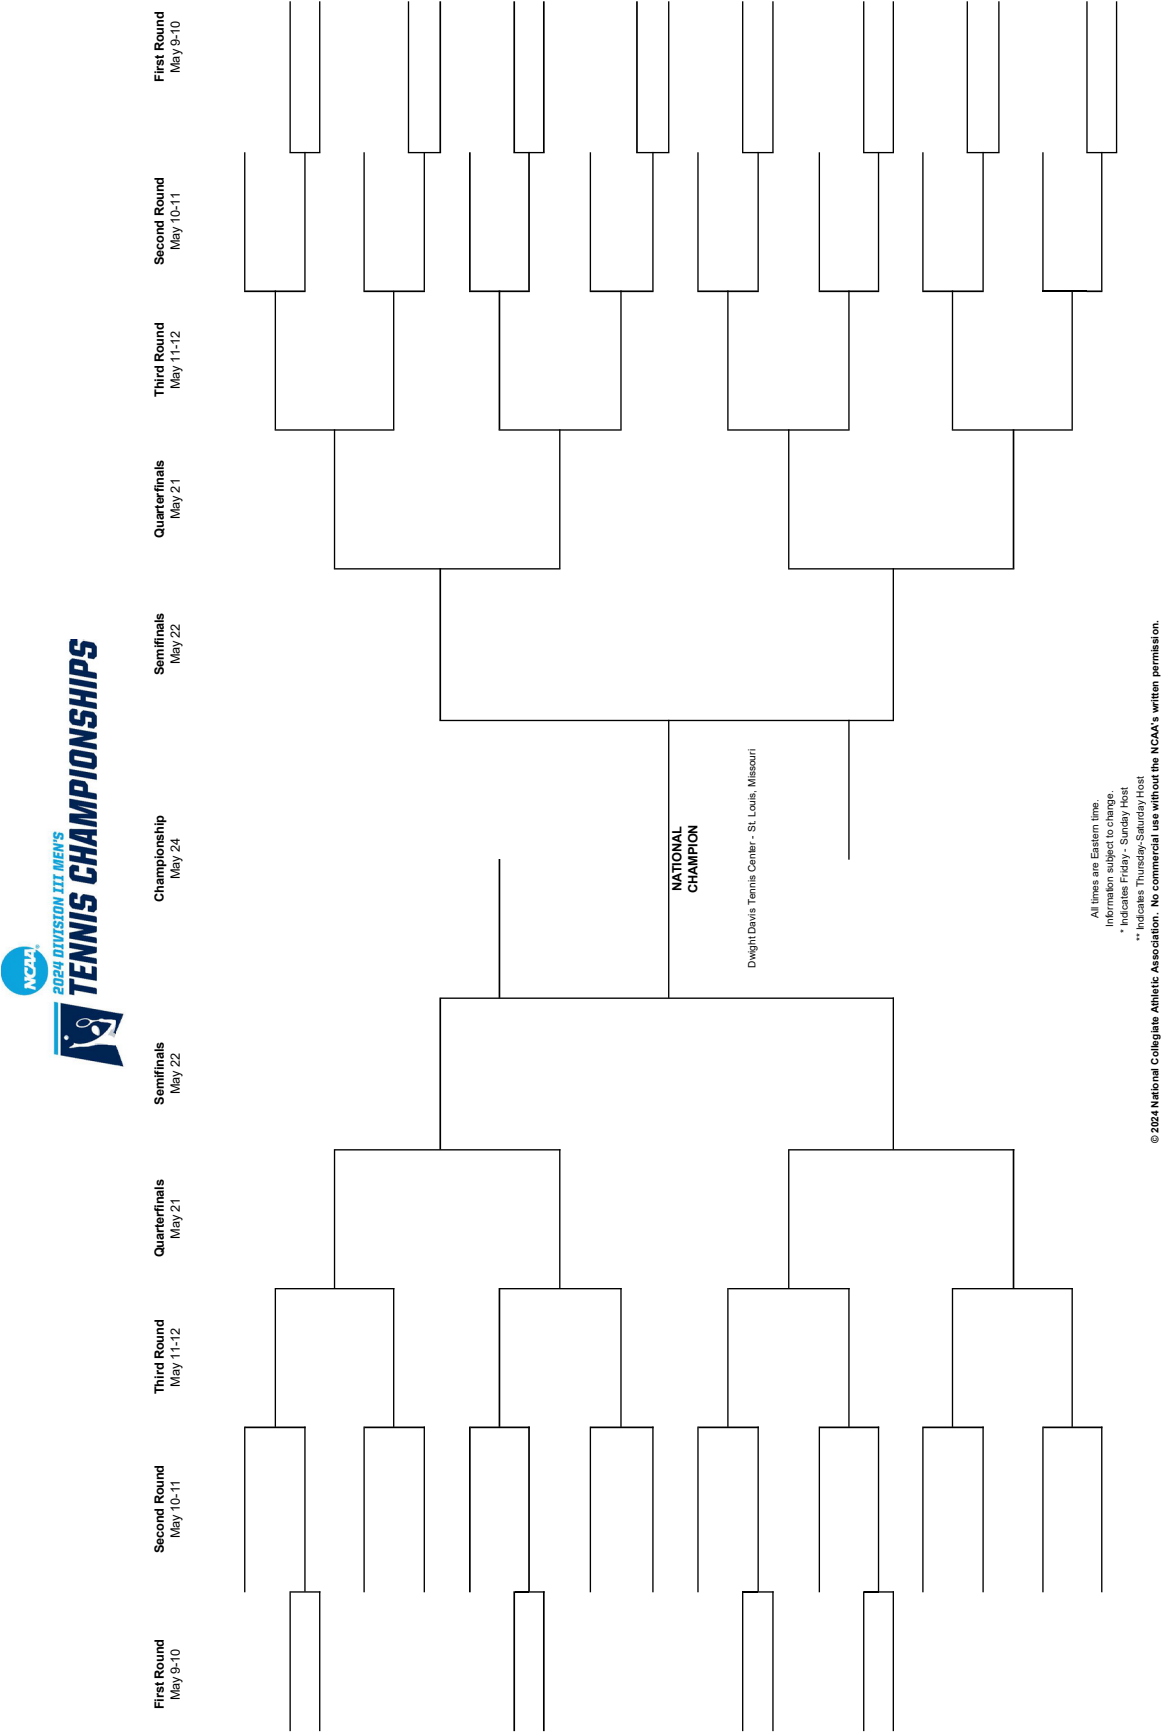 NCAA®
2024 DIVISION III MEN'S
TENNIS CHAMPIONSHIPS
First Round
May 9-10
Second Round
May 10-11
Third Round
May 11-12
Quarterfinals
May 21
Semifinals
May 22
Championship
May 24
Semifinals
May 22
Quarterfinals
May 21
Third Round
May 11-12
Second Round
May 10-11
First Round
May 9-10
NATIONAL
CHAMPION
Dwight Davis Tennis Center - St. Louis, Missouri
All times are Eastern time.
Information subject to change.
* Indicates Friday - Sunday Host
** Indicates Thursday-Saturday Host
© 2024 National Collegiate Athletic Association. No commercial use without the NCAA's written permission.